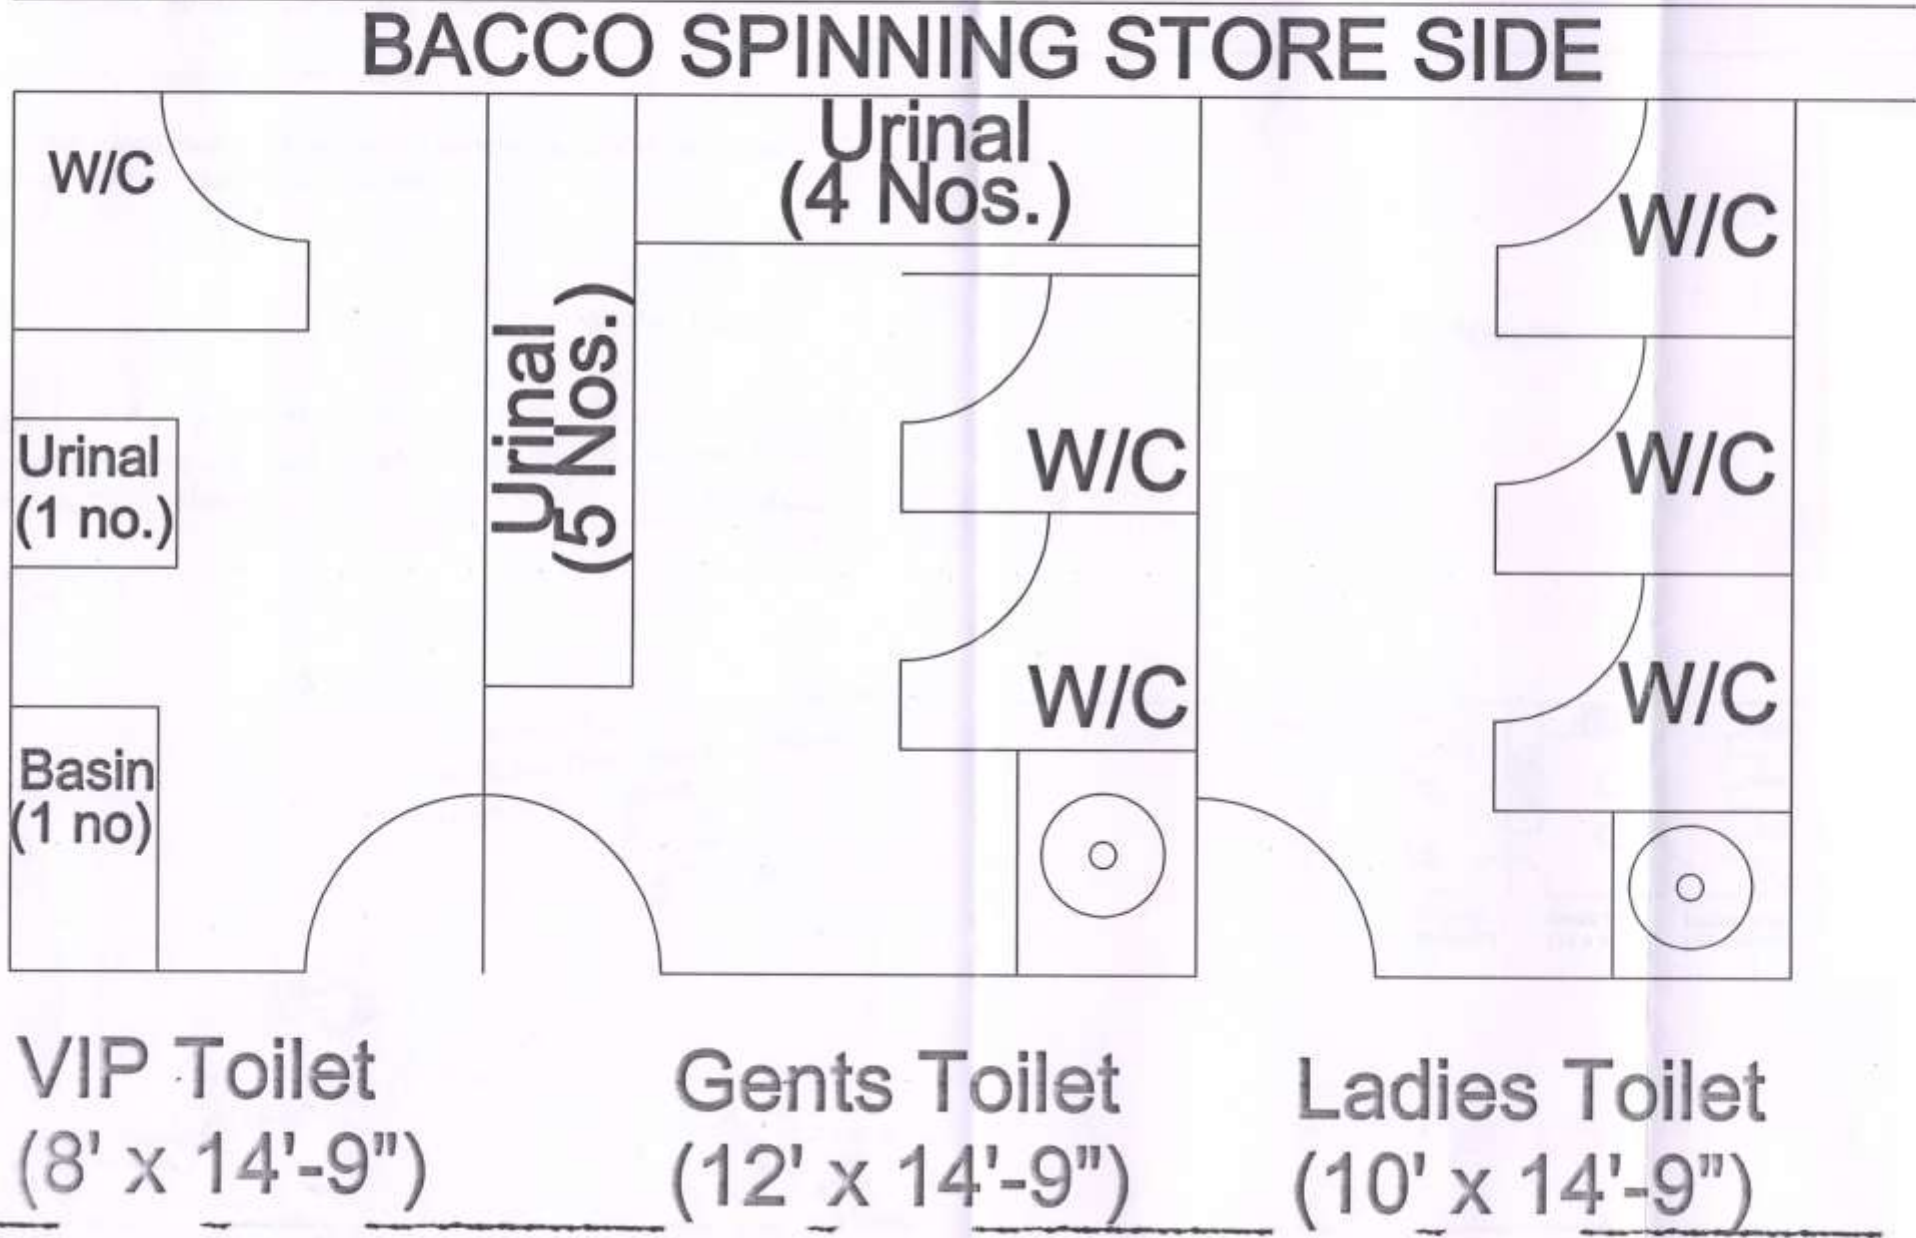 BACCO SPINNING STORE SIDE
W/C
Urinal
(1 no.)
Basin
(1 no)
Urinal
(5 Nos.)
Urinal
(4 Nos.)
W/C
W/C
W/C
W/C
W/C
VIP Toilet
(8' x 14'-9")
Gents Toilet
(12' x 14'-9")
Ladies Toilet
(10' x 14'-9")